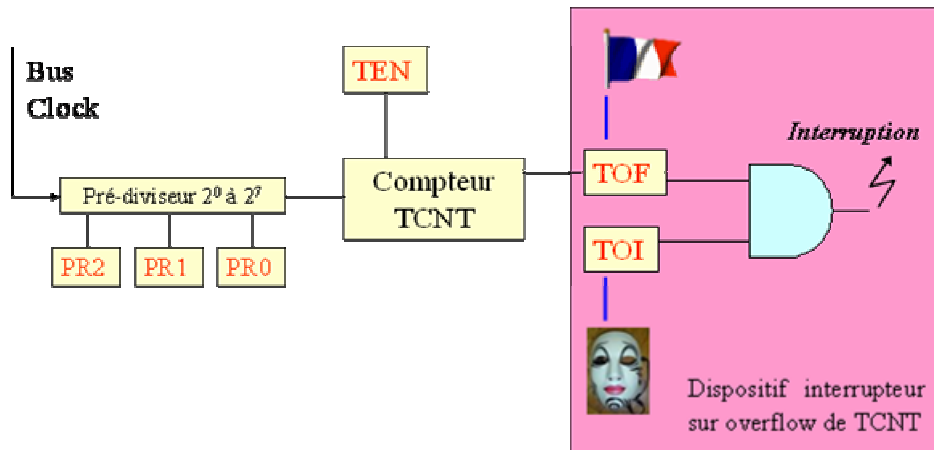 Bus
Clock
TEN
Pré-diviseur 2⁰ à 2⁷
PR2
PR1
PR0
Compteur
TCNT
TOF
TOI
Interruption
Dispositif interrupteur
sur overflow de TCNT